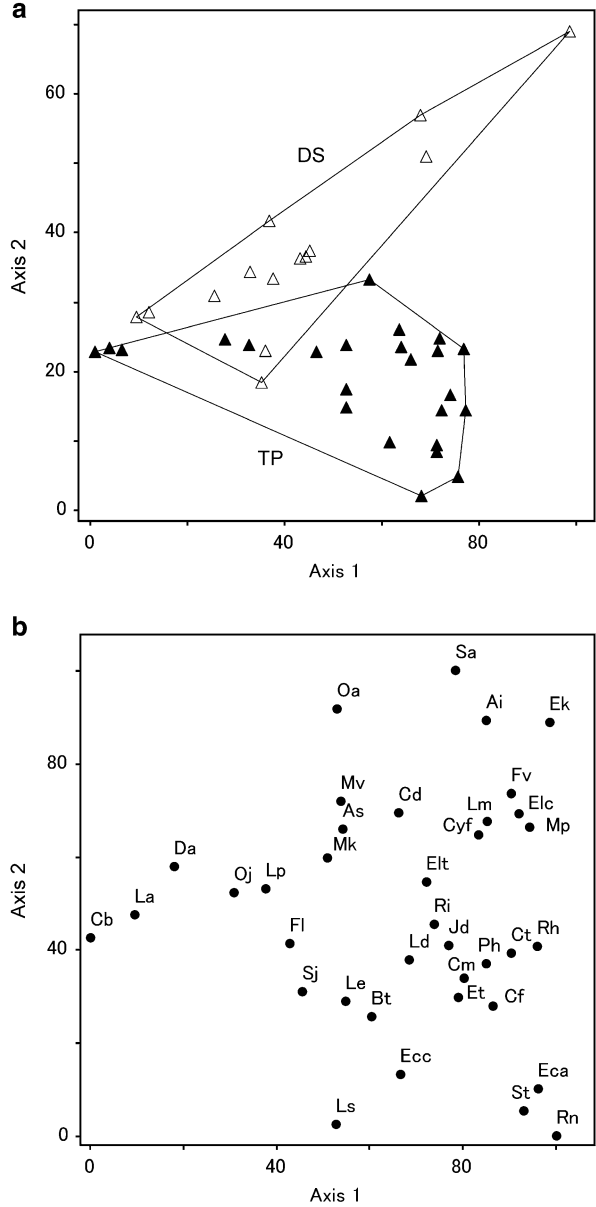 a
60
DS
40
Axis 2
20
TP
0
0 40 80
Axis 1
b
Sa
Oa
Ai
Ek
80
Fv
Mv
Cd
Lm
Elc
As
Cyf
Mp
Mk
Da
Elt
Oj
Lp
Axis 2
La
Ri
Cb
Fl
Jd
Ct
Rh
40
Ld
Ph
Cm
Sj
Le
Et
Cf
Bt
Ecc
Eca
St
Ls
Rn
0
0 40 80
Axis 1